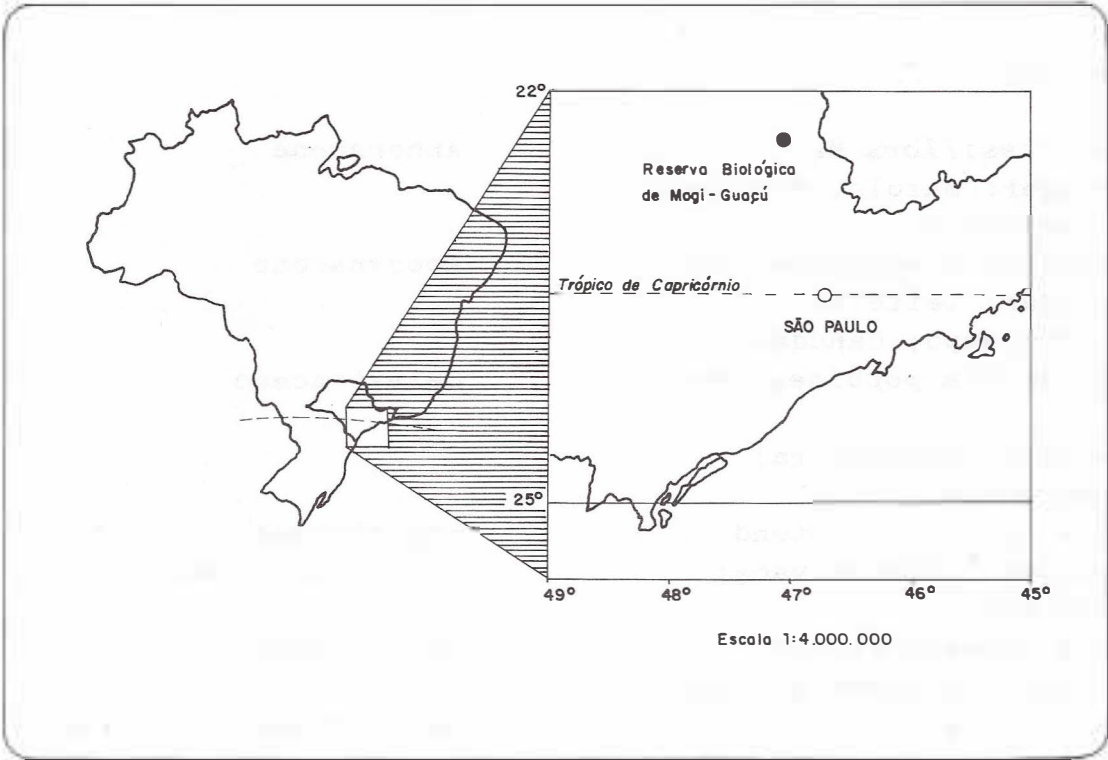 22°
Reserva Biológica
de Mogi-Guaçú
Trópico de Capricórnio
SÃO PAULO
25°
49° 48° 47° 46° 45°
Escala 1:4.000.000